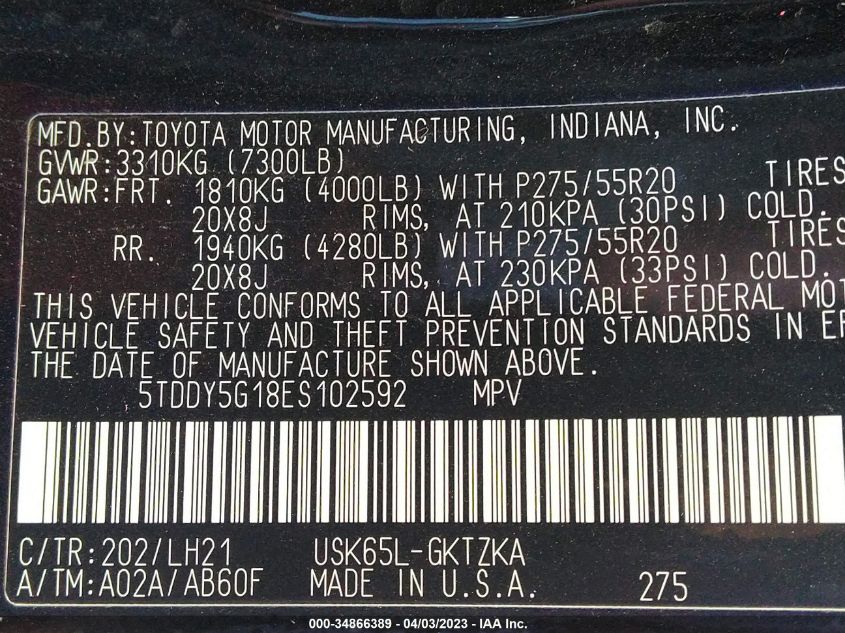 MFD.BY:TOYOTA MOTOR MANUFACTURING, INDIANA, INC.
GVWR:3310KG (7300LB)
GAWR:FRT. 1810KG (4000LB) WITH P275/55R20 TIRES
20X8J RIMS, AT 210KPA (30PSI) COLD.
RR. 1940KG (4280LB) WITH P275/55R20 TIRES
20X8J RIMS, AT 230KPA (33PSI) COLD.
THIS VEHICLE CONFORMS TO ALL APPLICABLE FEDERAL MOT
VEHICLE SAFETY AND THEFT PREVENTION STANDARDS IN EF
THE DATE OF MANUFACTURE SHOWN ABOVE.
5TDDY5G18ES102592 MPV
C/TR:202/LH21 USK65L-GKTZKA
A/TM:A02A/AB60F MADE IN U.S.A. 275
000-34866389 - 04/03/2023 - IAA Inc.